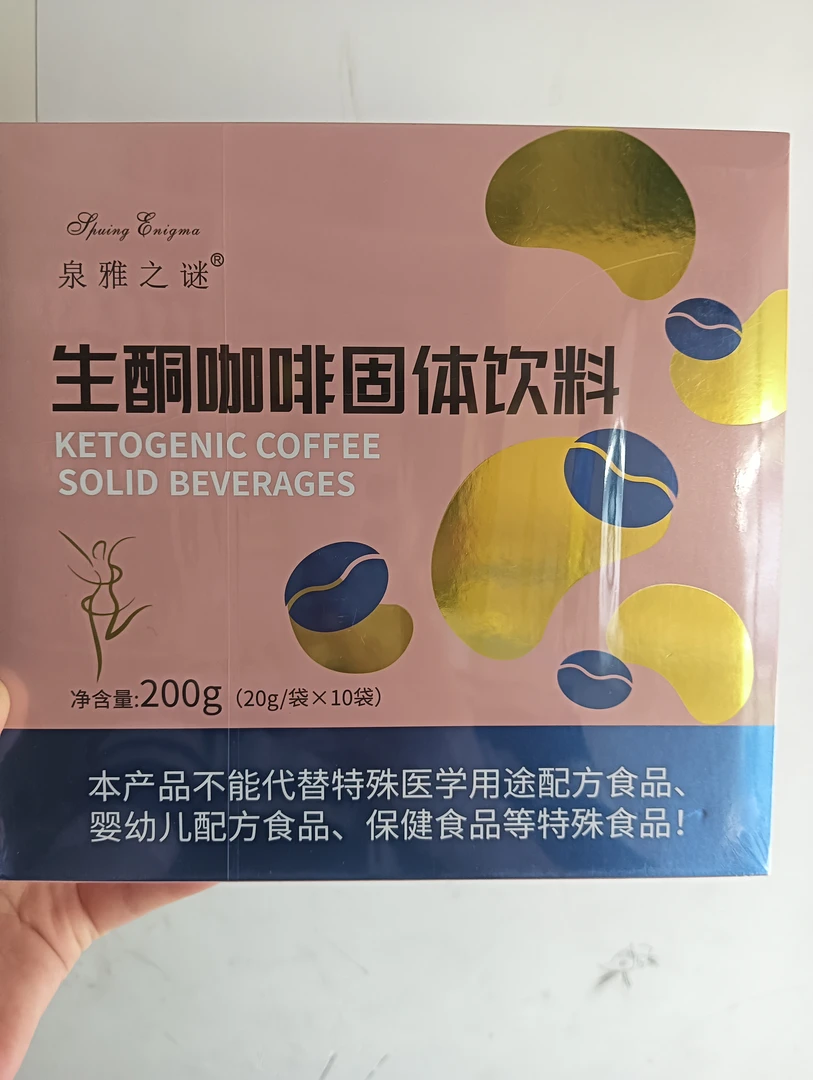 Spuing Enigma
泉雅之谜®
生酮咖啡固体饮料
KETOGENIC COFFEE
SOLID BEVERAGES
净含量:200g（20g/袋×10袋）
本产品不能代替特殊医学用途配方食品、
婴幼儿配方食品、保健食品等特殊食品！